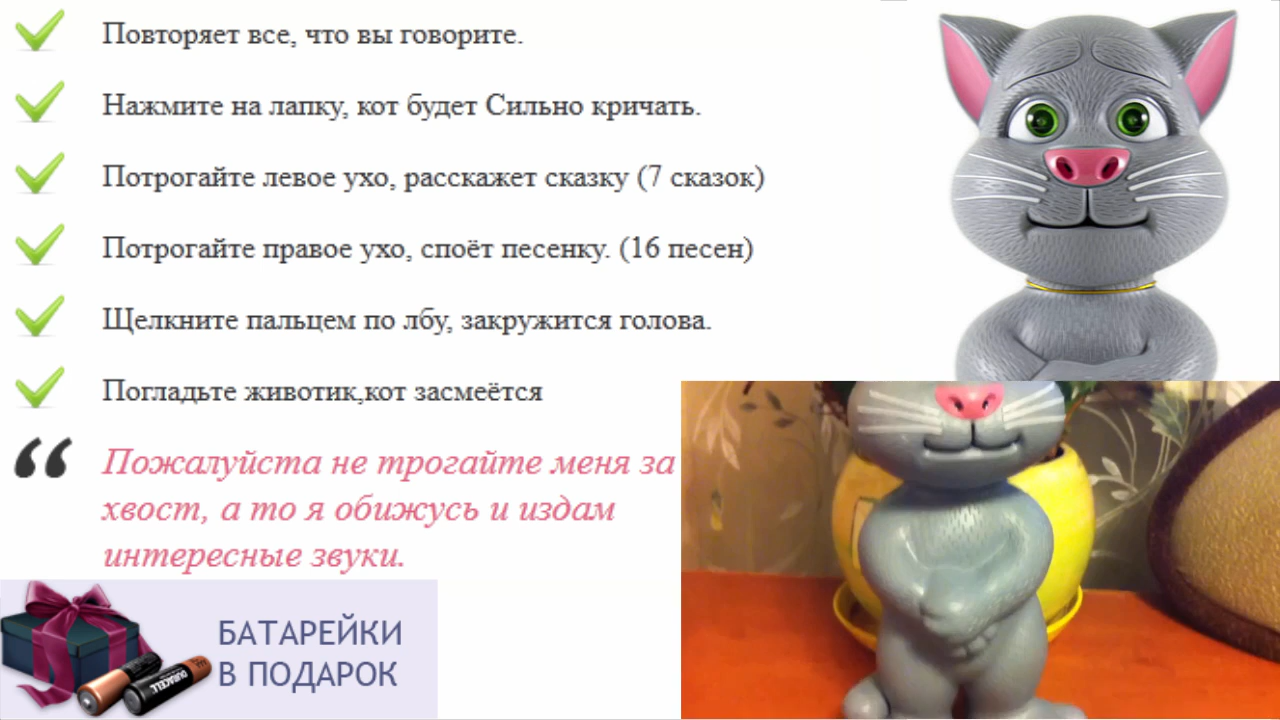 Повторяет все, что вы говорите.
Нажмите на лапку, кот будет Сильно кричать.
Потрогайте левое ухо, расскажет сказку (7 сказок)
Потрогайте правое ухо, споёт песенку. (16 песен)
Щелкните пальцем по лбу, закружится голова.
Погладьте животик,кот засмеётся
“ Пожалуйста не трогайте меня за
хвост, а то я обижусь и издам
интересные звуки.
БАТАРЕЙКИ
В ПОДАРОК
DURACELL